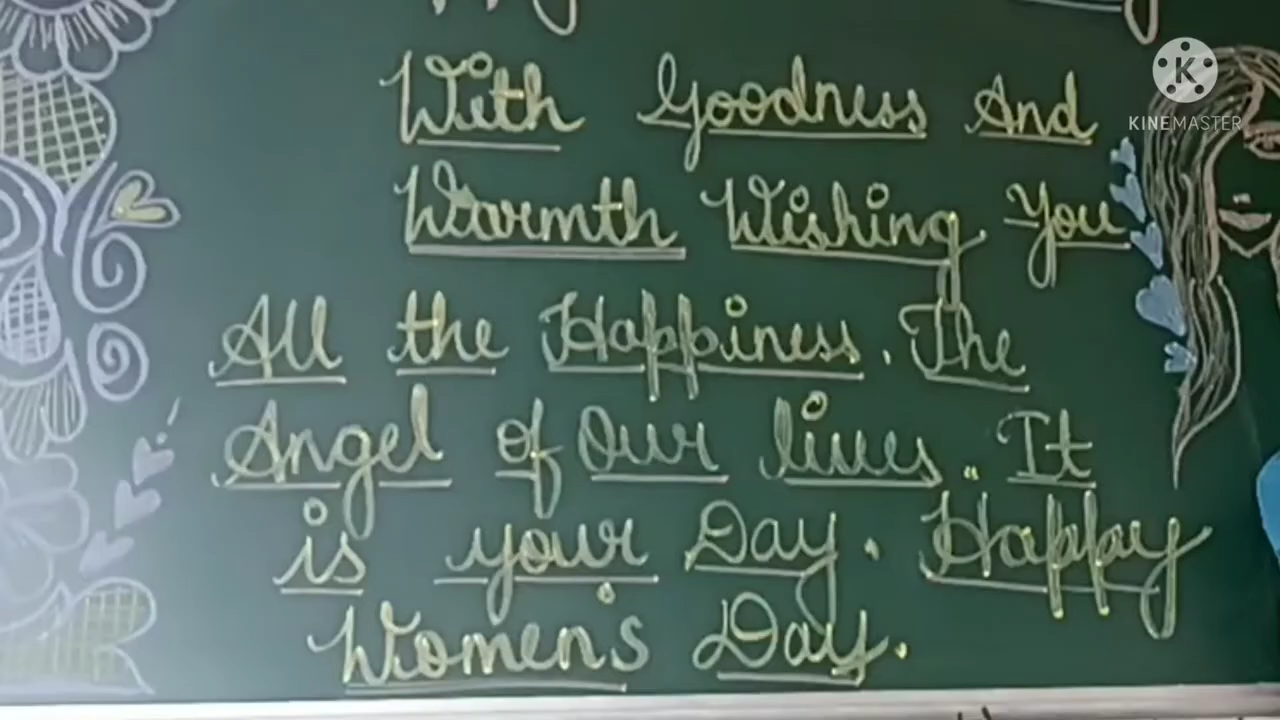 With Goodness And
Warmth Wishing You
All the Happiness. The
Angel of Our lives.. It
is your Day. Happy
Women's Day.
KINEMASTER